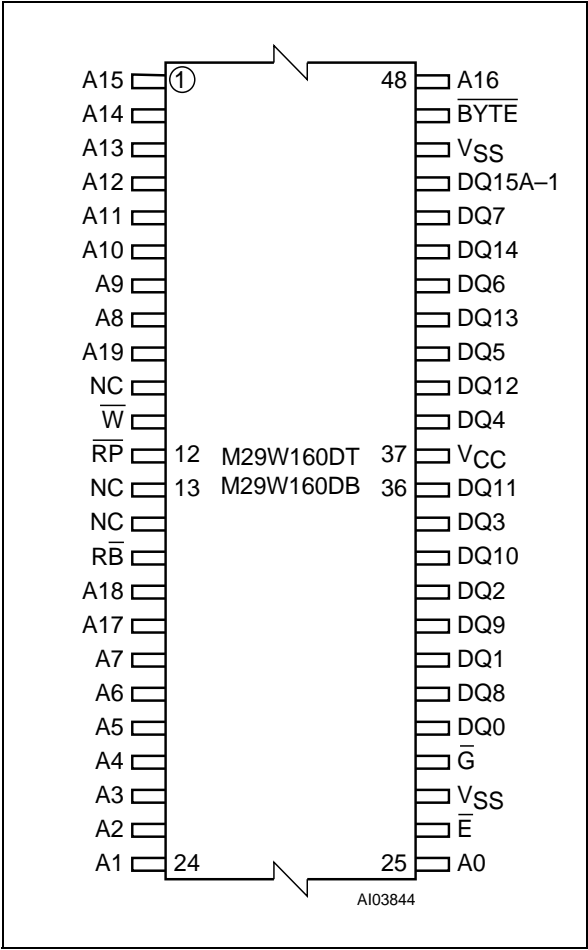 A15 1 48 A16
A14 B̅Y̅T̅E̅
A13 VSS
A12 DQ15A–1
A11 DQ7
A10 DQ14
A9 DQ6
A8 DQ13
A19 DQ5
NC DQ12
W̅ DQ4
R̅P̅ 12 M29W160DT 37 VCC
NC 13 M29W160DB 36 DQ11
NC DQ3
RB̅ DQ10
A18 DQ2
A17 DQ9
A7 DQ1
A6 DQ8
A5 DQ0
A4 G̅
A3 VSS
A2 E̅
A1 24 25 A0
AI03844